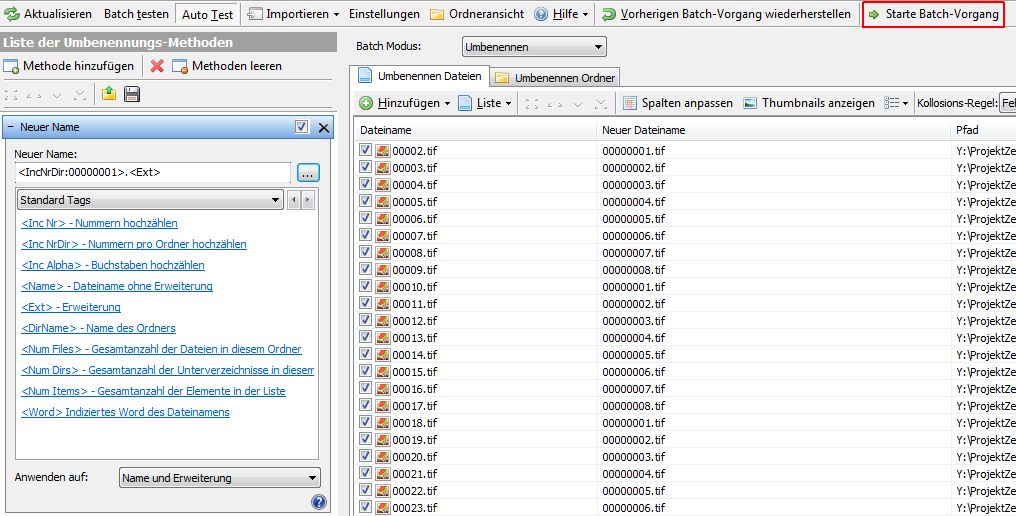 Aktualisieren Batch testen Auto Test Importieren Einstellungen Ordneransicht Hilfe Vorherigen Batch-Vorgang wiederherstellen Starte Batch-Vorgang
Liste der Umbenennungs-Methoden
Methode hinzufügen Methoden leeren
Neuer Name
Neuer Name:
<IncNrDir:00000001>.<Ext>
...
Standard Tags
<Inc Nr> - Nummern hochzählen
<Inc NrDir> - Nummern pro Ordner hochzählen
<Inc Alpha> - Buchstaben hochzählen
<Name> - Dateiname ohne Erweiterung
<Ext> - Erweiterung
<DirName> - Name des Ordners
<Num Files> - Gesamtanzahl der Dateien in diesem Ordner
<Num Dirs> - Gesamtanzahl der Unterverzeichnisse in diesem
<Num Items> - Gesamtanzahl der Elemente in der Liste
<Word> Indiziertes Word des Dateinamens
Anwenden auf: Name und Erweiterung
Batch Modus: Umbenennen
Umbenennen Dateien Umbenennen Ordner
Hinzufügen Liste Spalten anpassen Thumbnails anzeigen Kollosions-Regel: Fel
Dateiname Neuer Dateiname Pfad
00002.tif 00000001.tif Y:\ProjektZe
00003.tif 00000002.tif Y:\ProjektZe
00004.tif 00000003.tif Y:\ProjektZe
00005.tif 00000004.tif Y:\ProjektZe
00006.tif 00000005.tif Y:\ProjektZe
00007.tif 00000006.tif Y:\ProjektZe
00008.tif 00000007.tif Y:\ProjektZe
00009.tif 00000008.tif Y:\ProjektZe
00010.tif 00000001.tif Y:\ProjektZe
00011.tif 00000002.tif Y:\ProjektZe
00012.tif 00000003.tif Y:\ProjektZe
00013.tif 00000004.tif Y:\ProjektZe
00014.tif 00000005.tif Y:\ProjektZe
00015.tif 00000006.tif Y:\ProjektZe
00016.tif 00000007.tif Y:\ProjektZe
00017.tif 00000008.tif Y:\ProjektZe
00018.tif 00000001.tif Y:\ProjektZe
00019.tif 00000002.tif Y:\ProjektZe
00020.tif 00000003.tif Y:\ProjektZe
00021.tif 00000004.tif Y:\ProjektZe
00022.tif 00000005.tif Y:\ProjektZe
00023.tif 00000006.tif Y:\ProjektZe